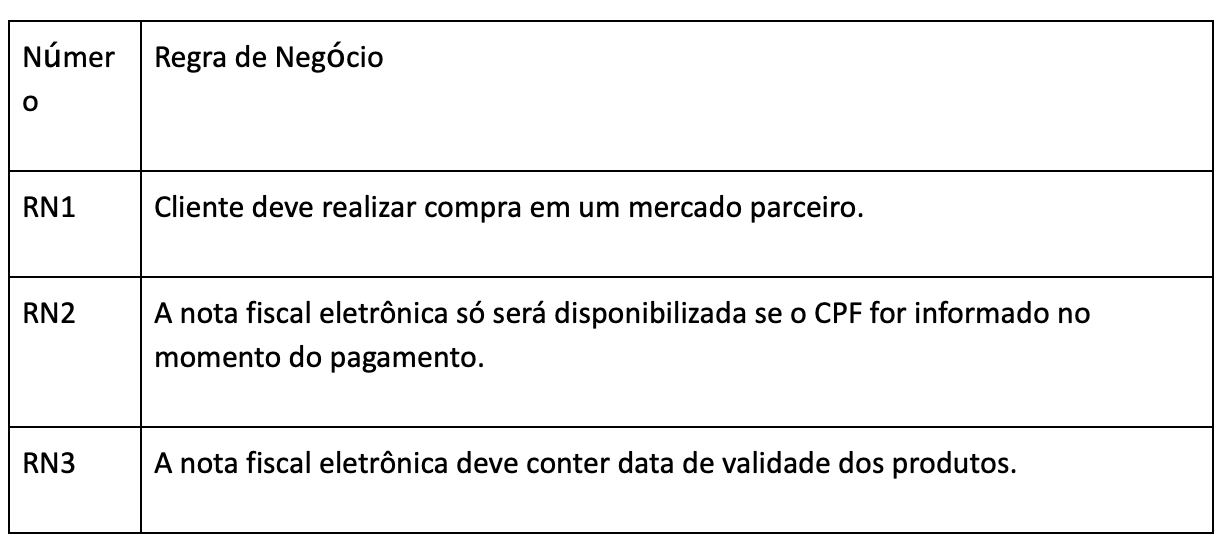 Númer
o
Regra de Negócio
RN1
Cliente deve realizar compra em um mercado parceiro.
RN2
A nota fiscal eletrônica só será disponibilizada se o CPF for informado no
momento do pagamento.
RN3
A nota fiscal eletrônica deve conter data de validade dos produtos.